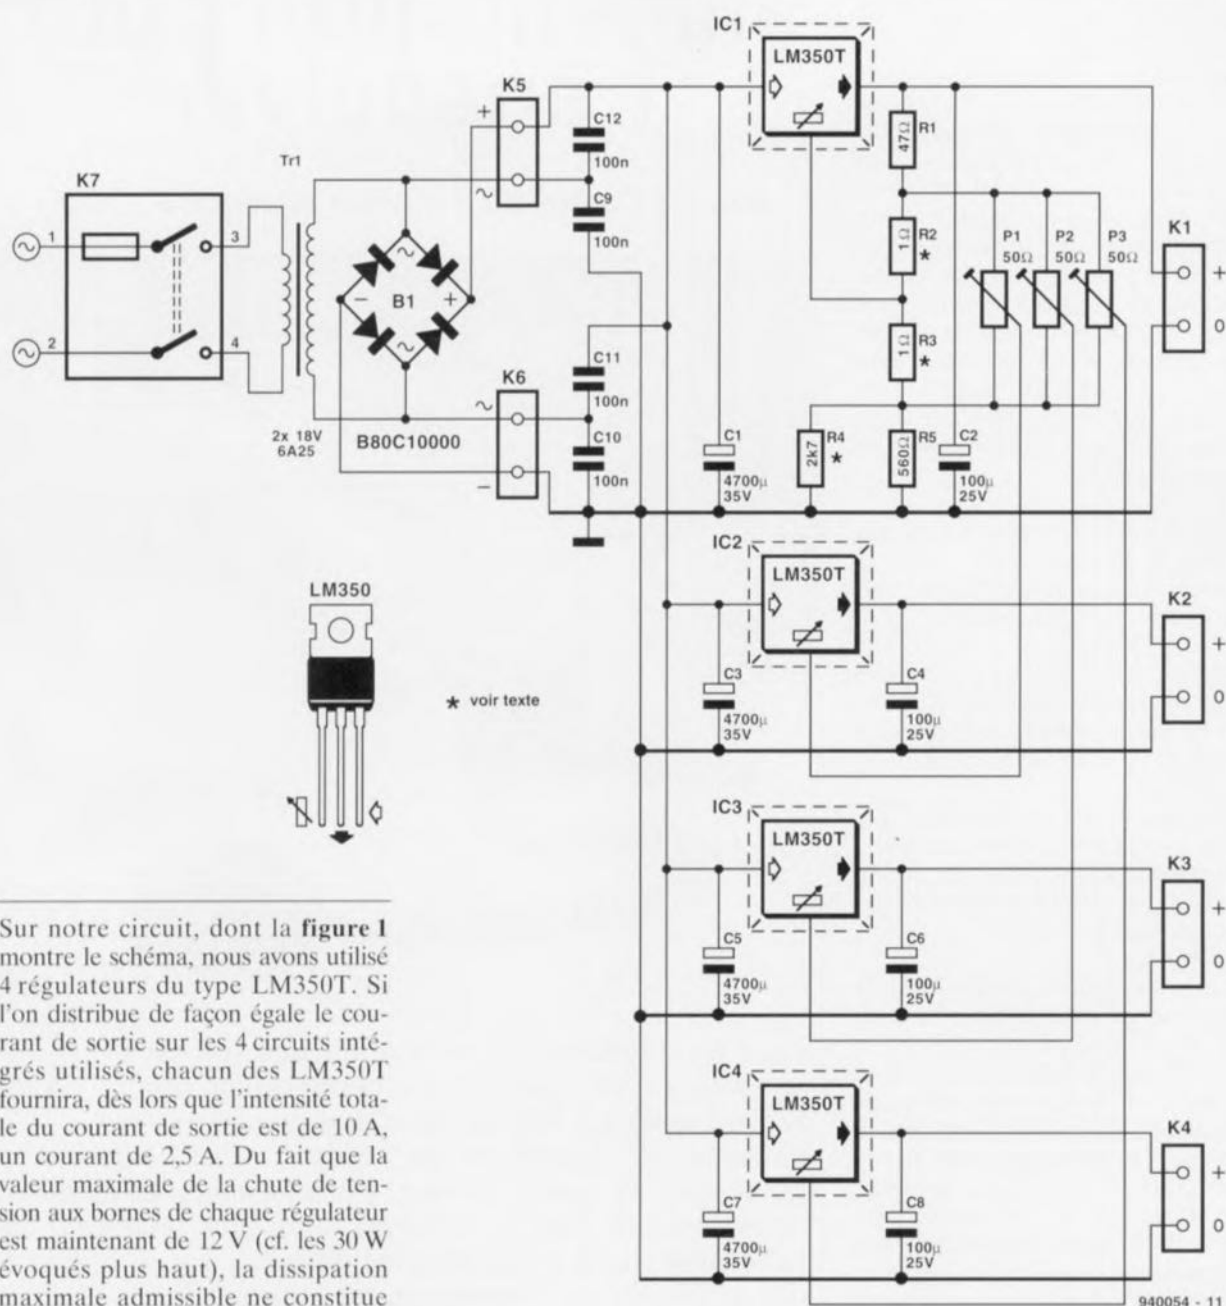 IC1
LM350T
K5
+
C12
100n
R1
47Ω
Tr1
K7
~
C9
100n
R2
1Ω
*
P1
50Ω
P2
50Ω
P3
50Ω
K1
+
0
1
3
B1
−
+
~
~
2
4
C11
100n
R3
1Ω
*
K6
~
2x 18V
6A25
B80C10000
C10
100n
−
C1
4700µ
35V
R4
2k7
*
R5
560Ω
C2
100µ
25V
IC2
LM350T
K2
+
0
C3
4700µ
35V
C4
100µ
25V
LM350
* voir texte
IC3
LM350T
K3
+
0
C5
4700µ
35V
C6
100µ
25V
IC4
LM350T
K4
+
0
C7
4700µ
35V
C8
100µ
25V
940054 - 11
Sur notre circuit, dont la figure 1
montre le schéma, nous avons utilisé
4 régulateurs du type LM350T. Si
l'on distribue de façon égale le cou-
rant de sortie sur les 4 circuits inté-
grés utilisés, chacun des LM350T
fournira, dès lors que l'intensité tota-
le du courant de sortie est de 10 A,
un courant de 2,5 A. Du fait que la
valeur maximale de la chute de ten-
sion aux bornes de chaque régulateur
est maintenant de 12 V (cf. les 30 W
évoqués plus haut), la dissipation
maximale admissible ne constitue